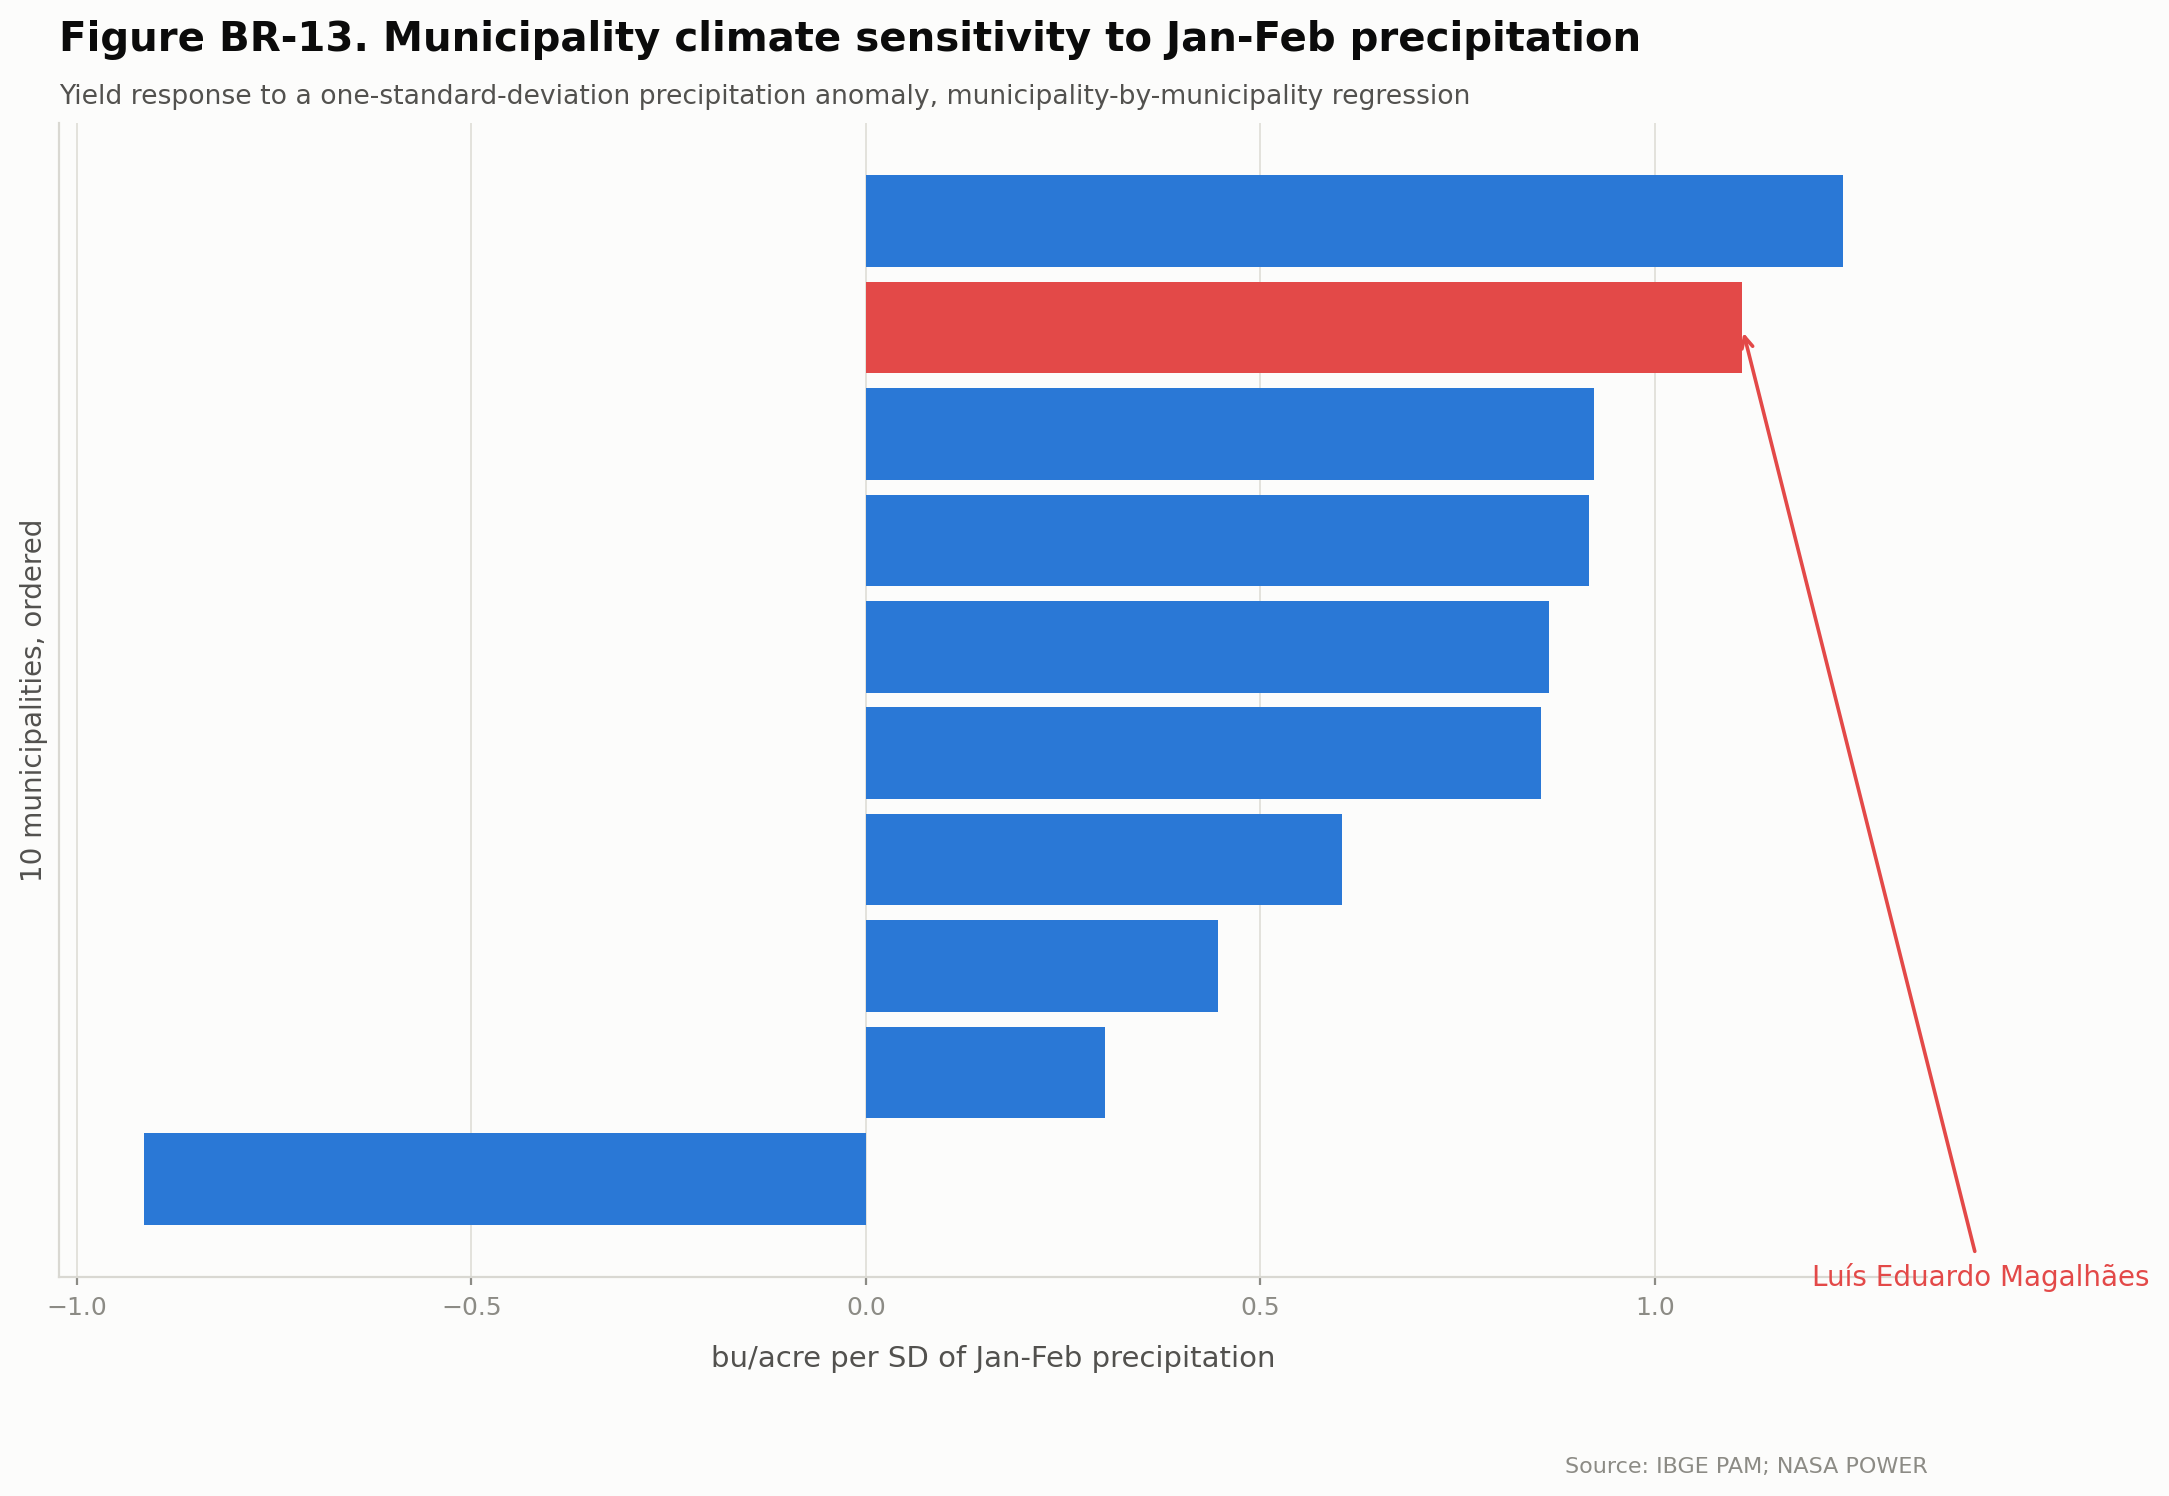 Figure BR-13. Municipality climate sensitivity to Jan-Feb precipitation
Yield response to a one-standard-deviation precipitation anomaly, municipality-by-municipality regression
10 municipalities, ordered
Luís Eduardo Magalhães
−1.0 −0.5 0.0 0.5 1.0
bu/acre per SD of Jan-Feb precipitation
Source: IBGE PAM; NASA POWER